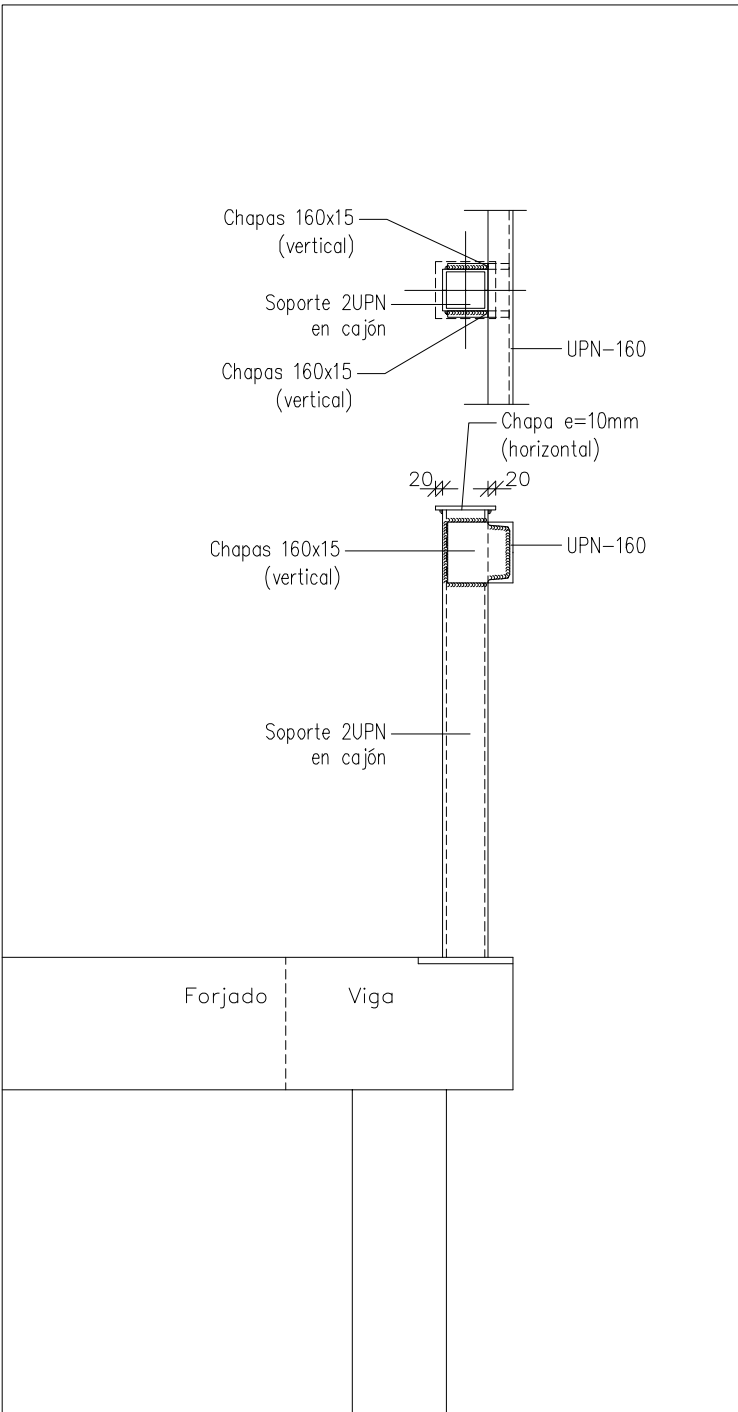 Chapas 160x15
(vertical)
Soporte 2UPN
en cajón
UPN-160
Chapas 160x15
(vertical)
Chapa e=10mm
(horizontal)
20
20
Chapas 160x15
(vertical)
UPN-160
Soporte 2UPN
en cajón
Forjado
Viga